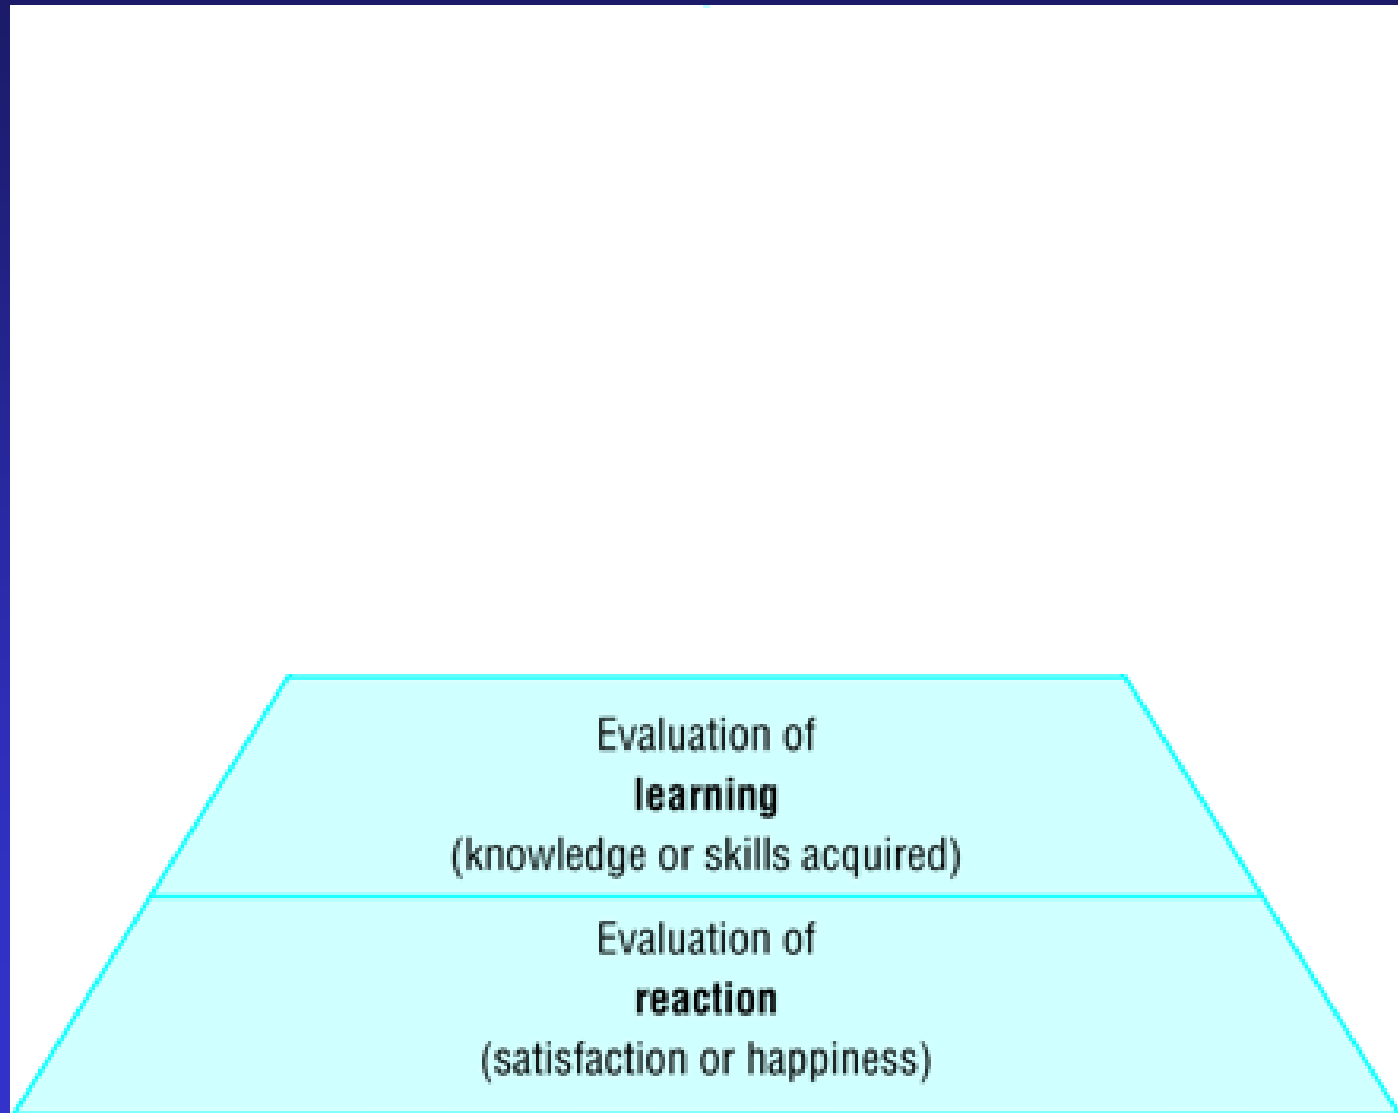 Evaluation of
learning
(knowledge or skills acquired)
Evaluation of
reaction
(satisfaction or happiness)